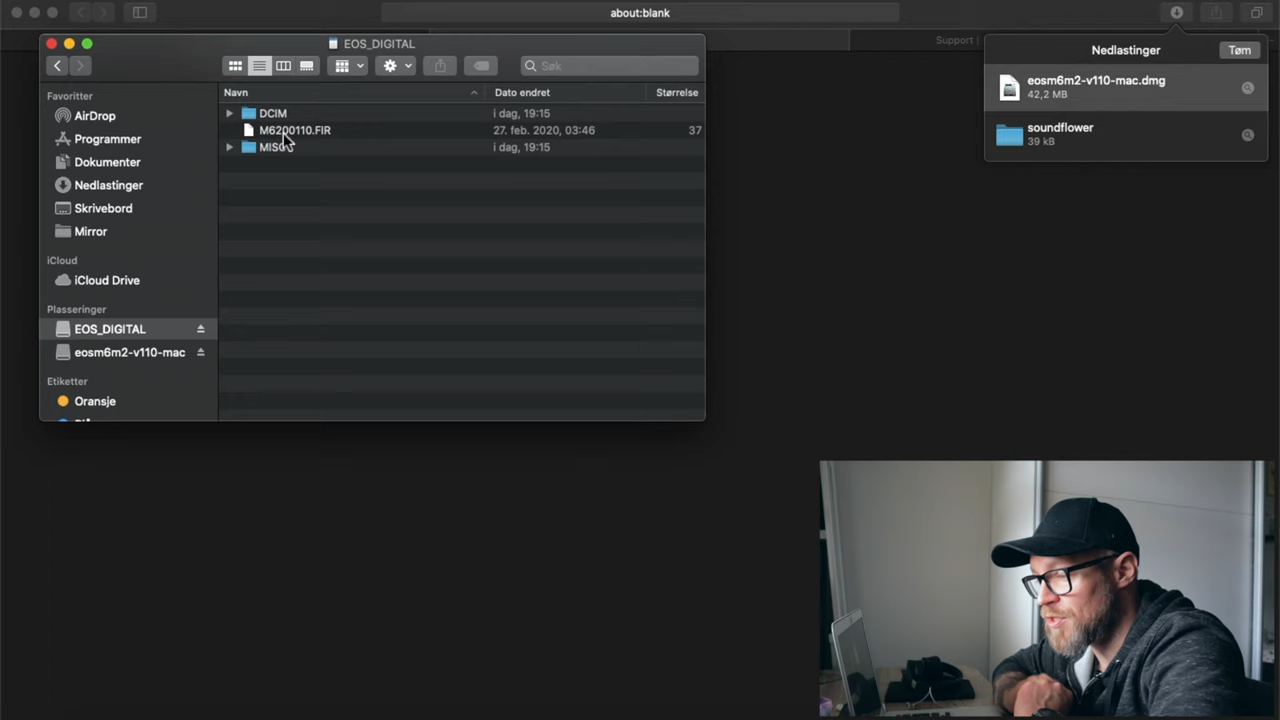 about:blank
Support |
EOS_DIGITAL
Søk
Favoritter
AirDrop
Programmer
Dokumenter
Nedlastinger
Skrivebord
Mirror
iCloud
iCloud Drive
Plasseringer
EOS_DIGITAL
eosm6m2-v110-mac
Etiketter
Oransje
Navn Dato endret Størrelse
DCIM i dag, 19:15
M6200110.FIR 27. feb. 2020, 03:46 37
MISC i dag, 19:15
Nedlastinger Tøm
eosm6m2-v110-mac.dmg
42,2 MB
soundflower
39 kB